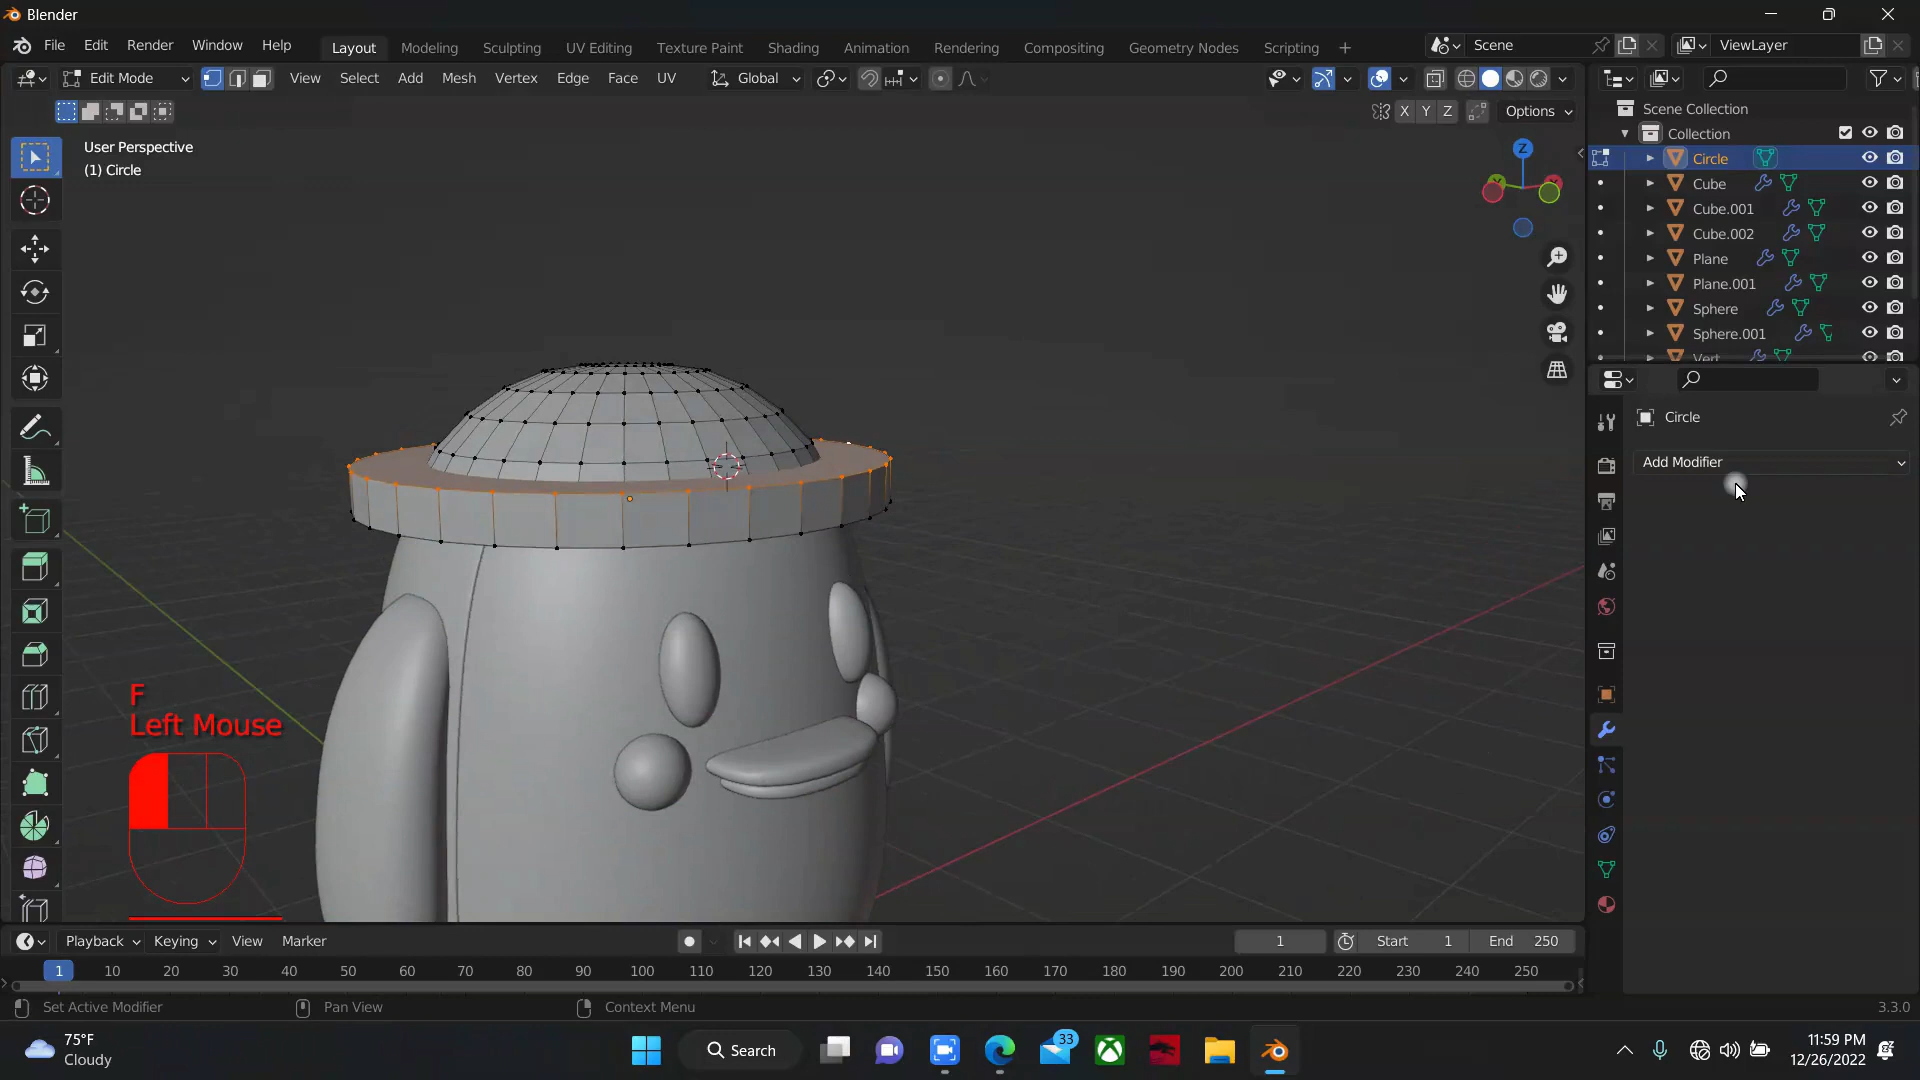 Blender
File Edit Render Window Help
Layout Modeling Sculpting UV Editing Texture Paint Shading Animation Rendering Compositing Geometry Nodes Scripting
Scene
ViewLayer
Edit Mode
View Select Add Mesh Vertex Edge Face UV
Global
X Y Z
Options
User Perspective
(1) Circle
Z
Scene Collection
Collection
Circle
Cube
Cube.001
Cube.002
Plane
Plane.001
Sphere
Sphere.001
Vert
Circle
Add Modifier
F
Left Mouse
Playback Keying View Marker
1
Start 1
End 250
1 10 20 30 40 50 60 70 80 90 100 110 120 130 140 150 160 170 180 190 200 210 220 230 240 250
Set Active Modifier
Pan View
Context Menu
3.3.0
75°F
Cloudy
Search
33
11:59 PM
12/26/2022